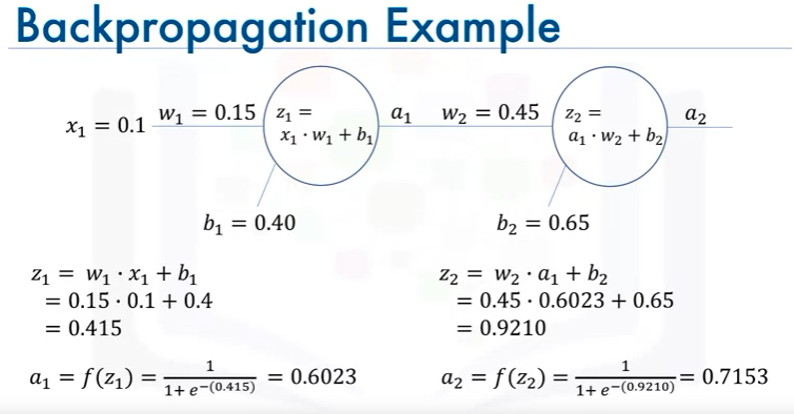 Backpropagation Example
x₁ = 0.1
w₁ = 0.15
z₁ =
x₁ · w₁ + b₁
a₁
w₂ = 0.45
z₂ =
a₁ · w₂ + b₂
a₂
b₁ = 0.40
b₂ = 0.65
z₁ = w₁ · x₁ + b₁
= 0.15 · 0.1 + 0.4
= 0.415
a₁ = f(z₁) = 1 / 1+ e^−(0.415) = 0.6023
z₂ = w₂ · a₁ + b₂
= 0.45 · 0.6023 + 0.65
= 0.9210
a₂ = f(z₂) = 1 / 1+ e^−(0.9210) = 0.7153